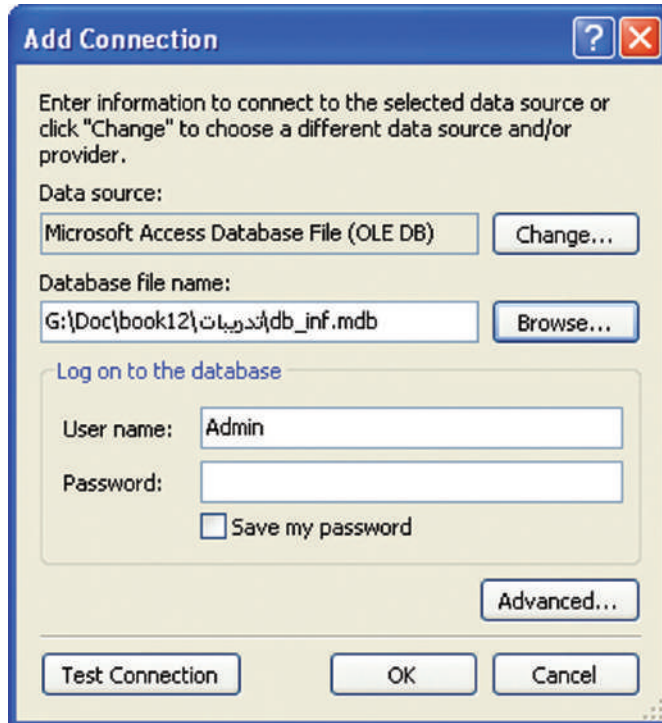 Add Connection
Enter information to connect to the selected data source or
click "Change" to choose a different data source and/or
provider.
Data source:
Microsoft Access Database File (OLE DB)
Change...
Database file name:
G:\Doc\book12\تدريبات\db_inf.mdb
Browse...
Log on to the database
User name:
Admin
Password:
Save my password
Advanced...
Test Connection
OK
Cancel